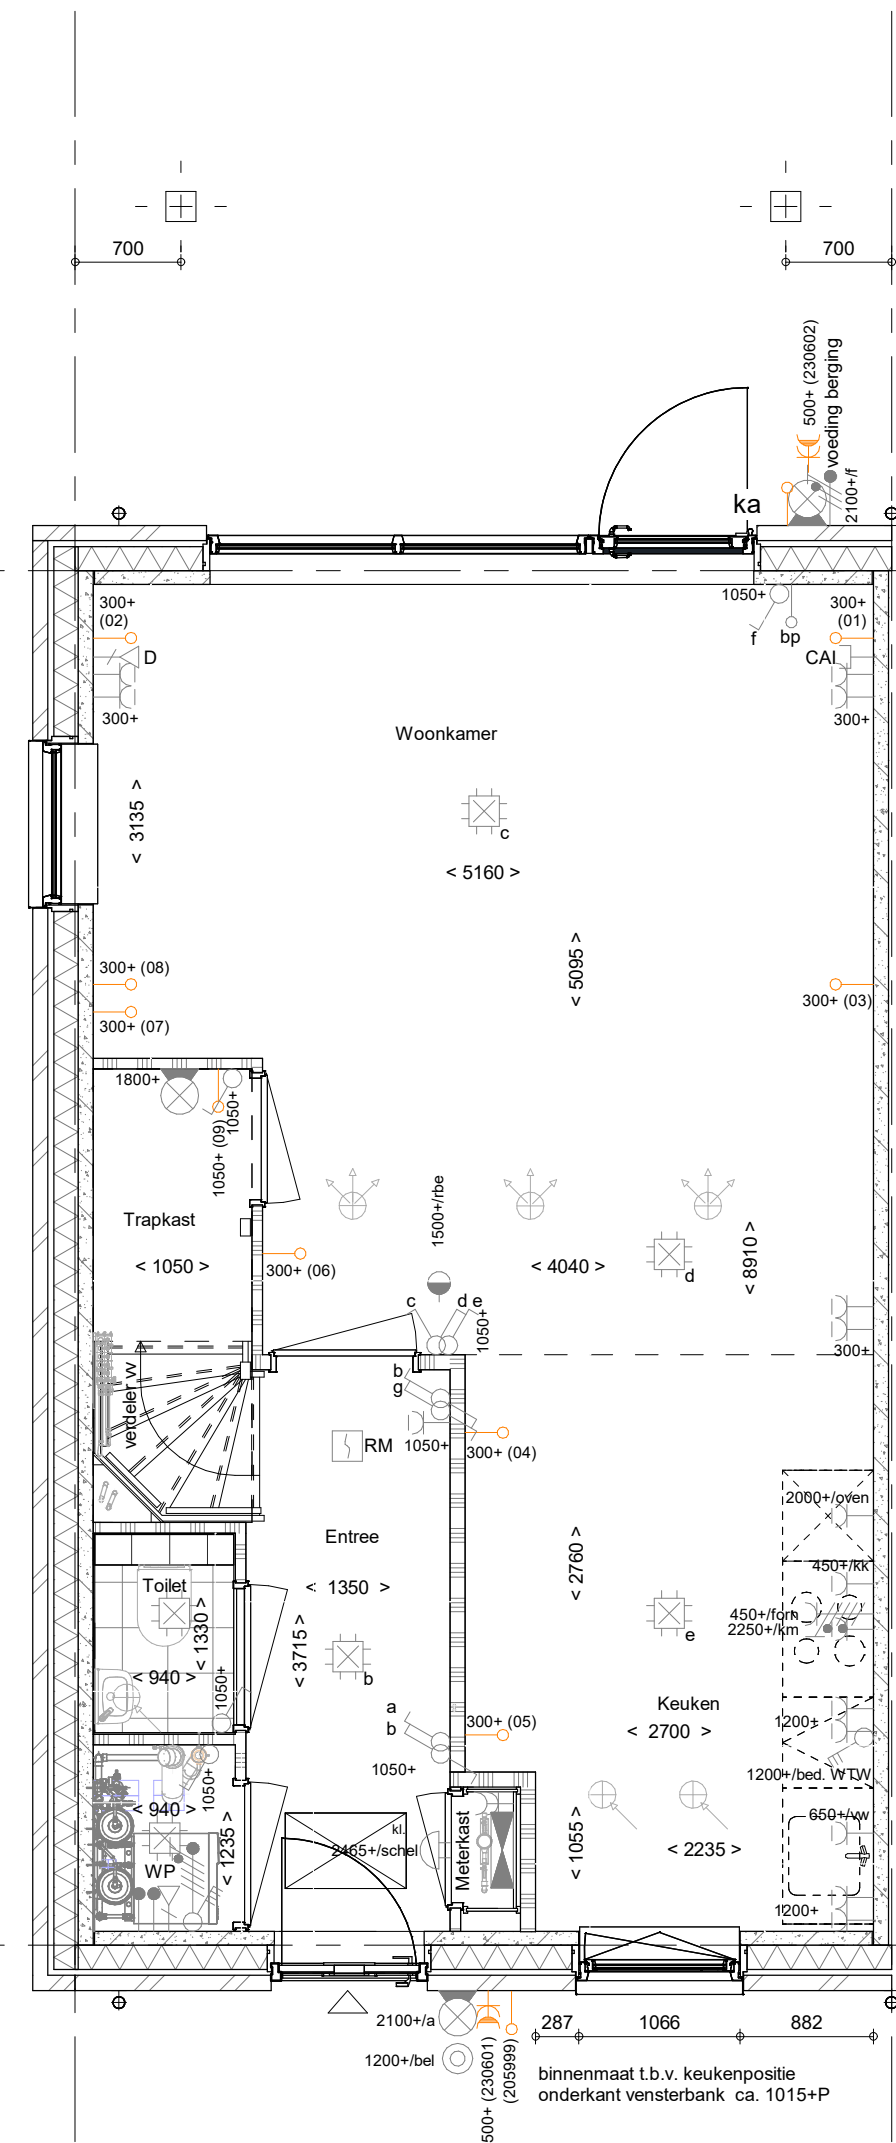 700
700
500+ (230602)
voeding berging
2100+/f
ka
300+
(02)
1050+
300+
(01)
f
bp
D
CAI
300+
300+
Woonkamer
< 3135 >
c
< 5160 >
< 5095 >
300+ (08)
300+ (03)
300+ (07)
1800+
1050+ (09)
1050+
1500+/rbe
Trapkast
< 1050 >
300+ (06)
< 4040 >
d
< 8910 >
c
d e
1050+
300+
verdeler vv
b
g
RM
1050+
300+ (04)
2000+/oven
Entree
< 2760 >
450+/kk
Toilet
< 1350 >
< 1330 >
450+/forn
2250+/km
< 3715 >
b
e
< 940 >
1050+
a
b
300+ (05)
Keuken
< 2700 >
1200+
1050+
1050+
1200+/bed. WTW
< 940 >
kl.
2465+/schel
< 1235 >
Meterkast
< 1055 >
< 2235 >
650+/vw
WP
1200+
2100+/a
1200+/bel
500+ (230601)
(205999)
287
1066
882
binnenmaat t.b.v. keukenpositie
onderkant vensterbank ca. 1015+P